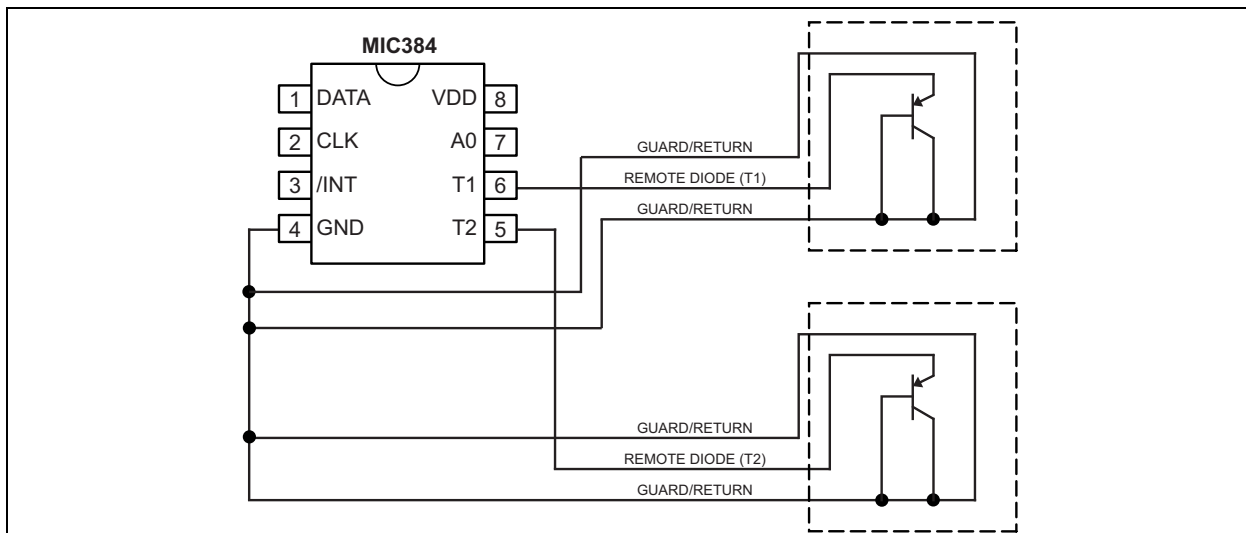 MIC384
1 DATA VDD 8
2 CLK A0 7
3 /INT T1 6
4 GND T2 5
GUARD/RETURN
REMOTE DIODE (T1)
GUARD/RETURN
GUARD/RETURN
REMOTE DIODE (T2)
GUARD/RETURN